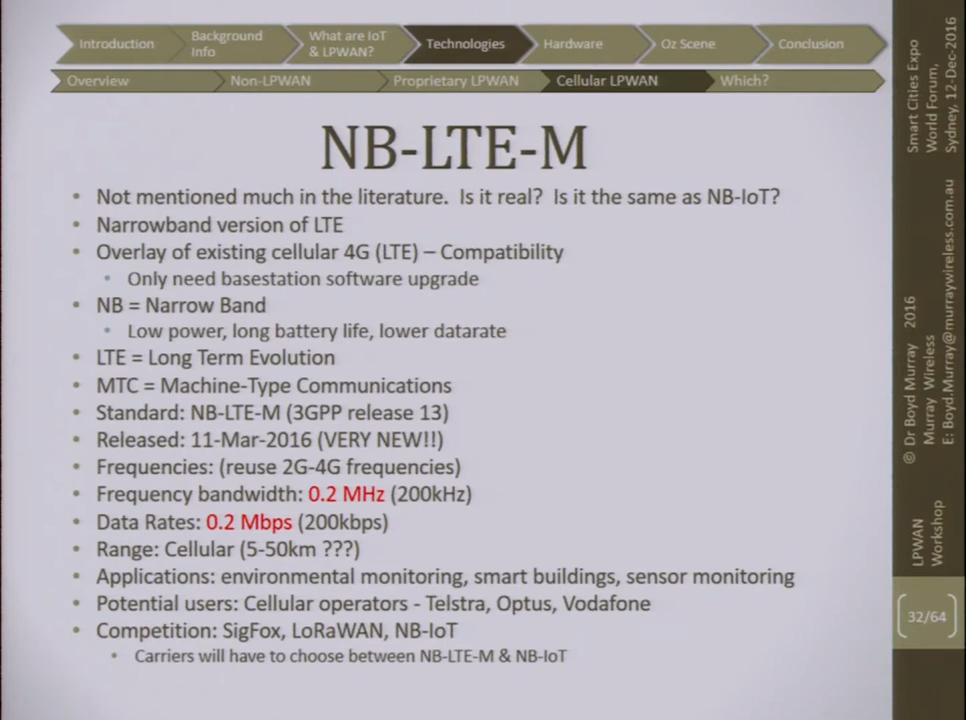 Introduction
Background
Info
What are IoT
& LPWAN?
Technologies
Hardware
Oz Scene
Conclusion
Overview
Non-LPWAN
Proprietary LPWAN
Cellular LPWAN
Which?
NB-LTE-M
• Not mentioned much in the literature.  Is it real?  Is it the same as NB-IoT?
• Narrowband version of LTE
• Overlay of existing cellular 4G (LTE) – Compatibility
• Only need basestation software upgrade
• NB = Narrow Band
• Low power, long battery life, lower datarate
• LTE = Long Term Evolution
• MTC = Machine-Type Communications
• Standard: NB-LTE-M (3GPP release 13)
• Released: 11-Mar-2016 (VERY NEW!!)
• Frequencies: (reuse 2G-4G frequencies)
• Frequency bandwidth: 0.2 MHz (200kHz)
• Data Rates: 0.2 Mbps (200kbps)
• Range: Cellular (5-50km ???)
• Applications: environmental monitoring, smart buildings, sensor monitoring
• Potential users: Cellular operators - Telstra, Optus, Vodafone
• Competition: SigFox, LoRaWAN, NB-IoT
• Carriers will have to choose between NB-LTE-M & NB-IoT
Smart Cities Expo
World Forum,
Sydney, 12-Dec-2016
© Dr Boyd Murray 2016
Murray Wireless
E: Boyd.Murray@murraywireless.com.au
LPWAN
Workshop
32/64